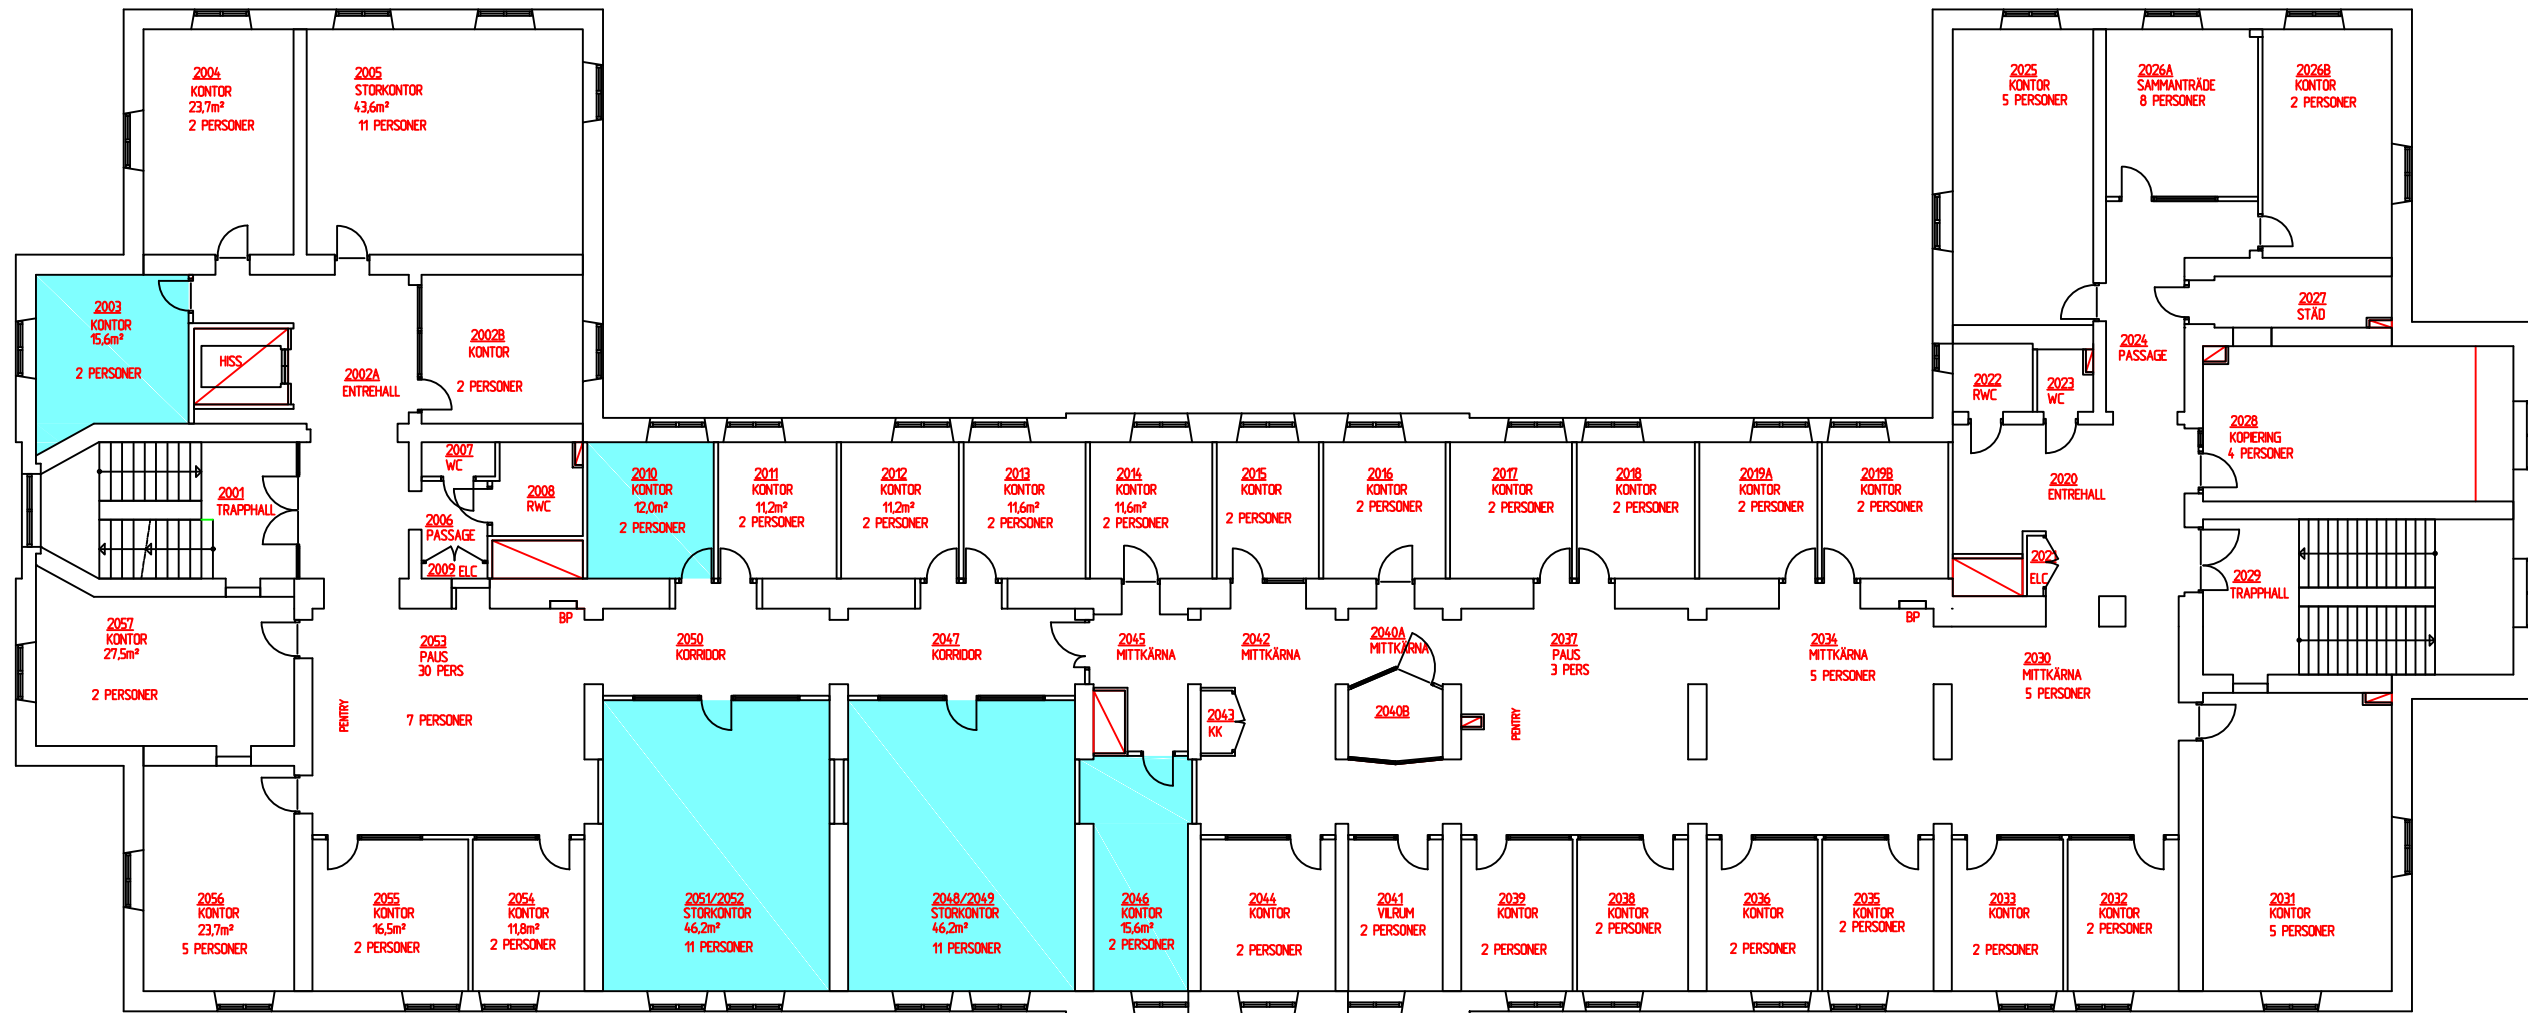 2004
KONTOR
23,7m²
2 PERSONER
2005
STORKONTOR
43,6m²
11 PERSONER
2025
KONTOR
5 PERSONER
2026A
SAMMANTRÄDE
8 PERSONER
2026B
KONTOR
2 PERSONER
2003
KONTOR
15,6m²
2 PERSONER
HISS
2002A
ENTREHALL
2002B
KONTOR
2 PERSONER
2027
STÄD
2024
PASSAGE
2022
RWC
2023
WC
2028
KOPIERING
4 PERSONER
2001
TRAPPHALL
2007
WC
2008
RWC
2006
PASSAGE
2009 ELC
2010
KONTOR
12,0m²
2 PERSONER
2011
KONTOR
11,2m²
2 PERSONER
2012
KONTOR
11,2m²
2 PERSONER
2013
KONTOR
11,6m²
2 PERSONER
2014
KONTOR
11,6m²
2 PERSONER
2015
KONTOR
2 PERSONER
2016
KONTOR
2 PERSONER
2017
KONTOR
2 PERSONER
2018
KONTOR
2 PERSONER
2019A
KONTOR
2 PERSONER
2019B
KONTOR
2 PERSONER
2020
ENTREHALL
2021
ELC
2029
TRAPPHALL
2057
KONTOR
27,5m²
2 PERSONER
2053
PAUS
30 PERS
7 PERSONER
PENTRY
BP
2050
KORRIDOR
2047
KORRIDOR
2045
MITTKÄRNA
2042
MITTKÄRNA
2040A
MITTKÄRNA
2037
PAUS
3 PERS
2034
MITTKÄRNA
5 PERSONER
BP
2030
MITTKÄRNA
5 PERSONER
2043
KK
2040B
PENTRY
2056
KONTOR
23,7m²
5 PERSONER
2055
KONTOR
16,5m²
2 PERSONER
2054
KONTOR
11,8m²
2 PERSONER
2051/2052
STORKONTOR
46,2m²
11 PERSONER
2048/2049
STORKONTOR
46,2m²
11 PERSONER
2046
KONTOR
15,6m²
2 PERSONER
2044
KONTOR
2 PERSONER
2041
VILRUM
2 PERSONER
2039
KONTOR
2 PERSONER
2038
KONTOR
2 PERSONER
2036
KONTOR
2 PERSONER
2035
KONTOR
2 PERSONER
2033
KONTOR
2 PERSONER
2032
KONTOR
2 PERSONER
2031
KONTOR
5 PERSONER